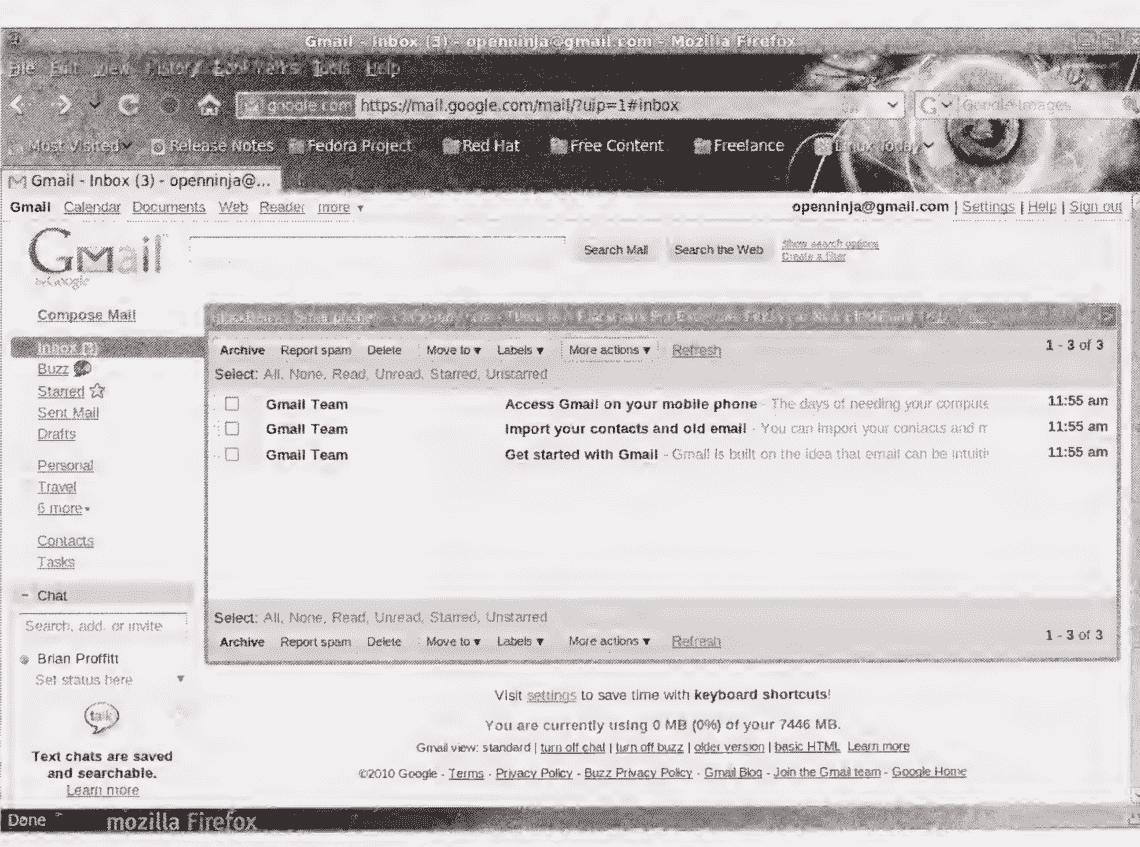 Gmail - Inbox (3) - openninja@gmail.com - Mozilla Firefox
File Edit View History Bookmarks Tools Help
google.com https://mail.google.com/mail/?uip=1#inbox Google Images
Most Visited Release Notes Fedora Project Red Hat Free Content Freelance Linux Today
Gmail - Inbox (3) - openninja@...
Gmail Calendar Documents Web Reader more openninja@gmail.com | Settings | Help | Sign out
Gmail
by Google
Search Mail Search the Web
Show search options
Create a filter
Compose Mail
Inbox (3)
Buzz
Starred
Sent Mail
Drafts
Personal
Travel
6 more
Contacts
Tasks
– Chat
Search, add, or invite
Brian Proffitt
Set status here
talk
Text chats are saved
and searchable.
Learn more
Archive Report spam Delete Move to Labels More actions Refresh 1 - 3 of 3
Select: All, None, Read, Unread, Starred, Unstarred
Gmail Team Access Gmail on your mobile phone - The days of needing your compute 11:55 am
Gmail Team Import your contacts and old email - You can import your contacts and m 11:55 am
Gmail Team Get started with Gmail - Gmail is built on the idea that email can be intuiti 11:55 am
Select: All, None, Read, Unread, Starred, Unstarred
Archive Report spam Delete Move to Labels More actions Refresh 1 - 3 of 3
Visit settings to save time with keyboard shortcuts!
You are currently using 0 MB (0%) of your 7446 MB.
Gmail view: standard | turn off chat | turn off buzz | older version | basic HTML Learn more
©2010 Google - Terms - Privacy Policy - Buzz Privacy Policy - Gmail Blog - Join the Gmail team - Google Home
Done mozilla Firefox